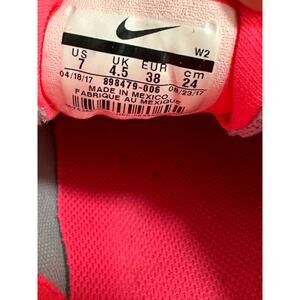 W2
US UK EUR cm
7 4.5 38 24
04/18/17 898479-006 08/23/17
MADE IN MEXICO
FABRIQUE AU MEXIQUE